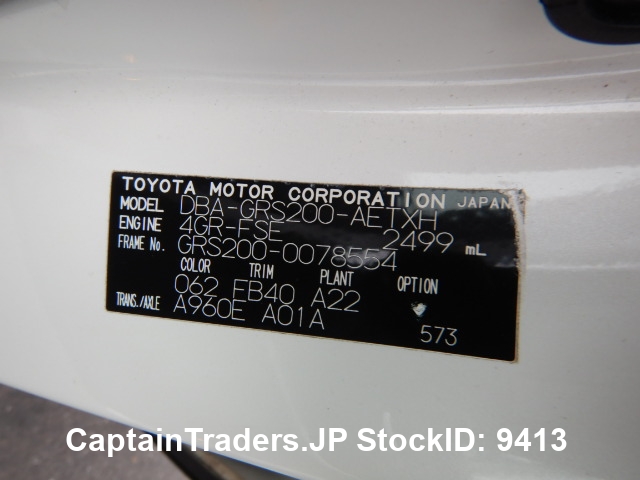 TOYOTA MOTOR CORPORATION JAPAN
MODEL DBA-GRS200-AETXH
ENGINE 4GR-FSE 2499 mL
FRAME No. GRS200-0078554
COLOR TRIM PLANT OPTION
062 FB40 A22
TRANS./AXLE A960E A01A
573
CaptainTraders.JP StockID: 9413